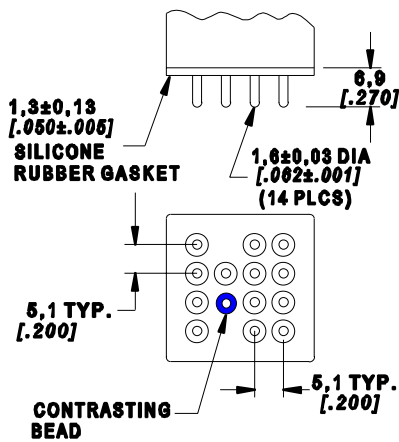 6,9
[.270]
1,3±0,13
[.050±.005]
SILICONE
RUBBER GASKET
1,6±0,03 DIA
[.062±.001]
(14 PLCS)
5,1 TYP.
[.200]
5,1 TYP.
[.200]
CONTRASTING
BEAD